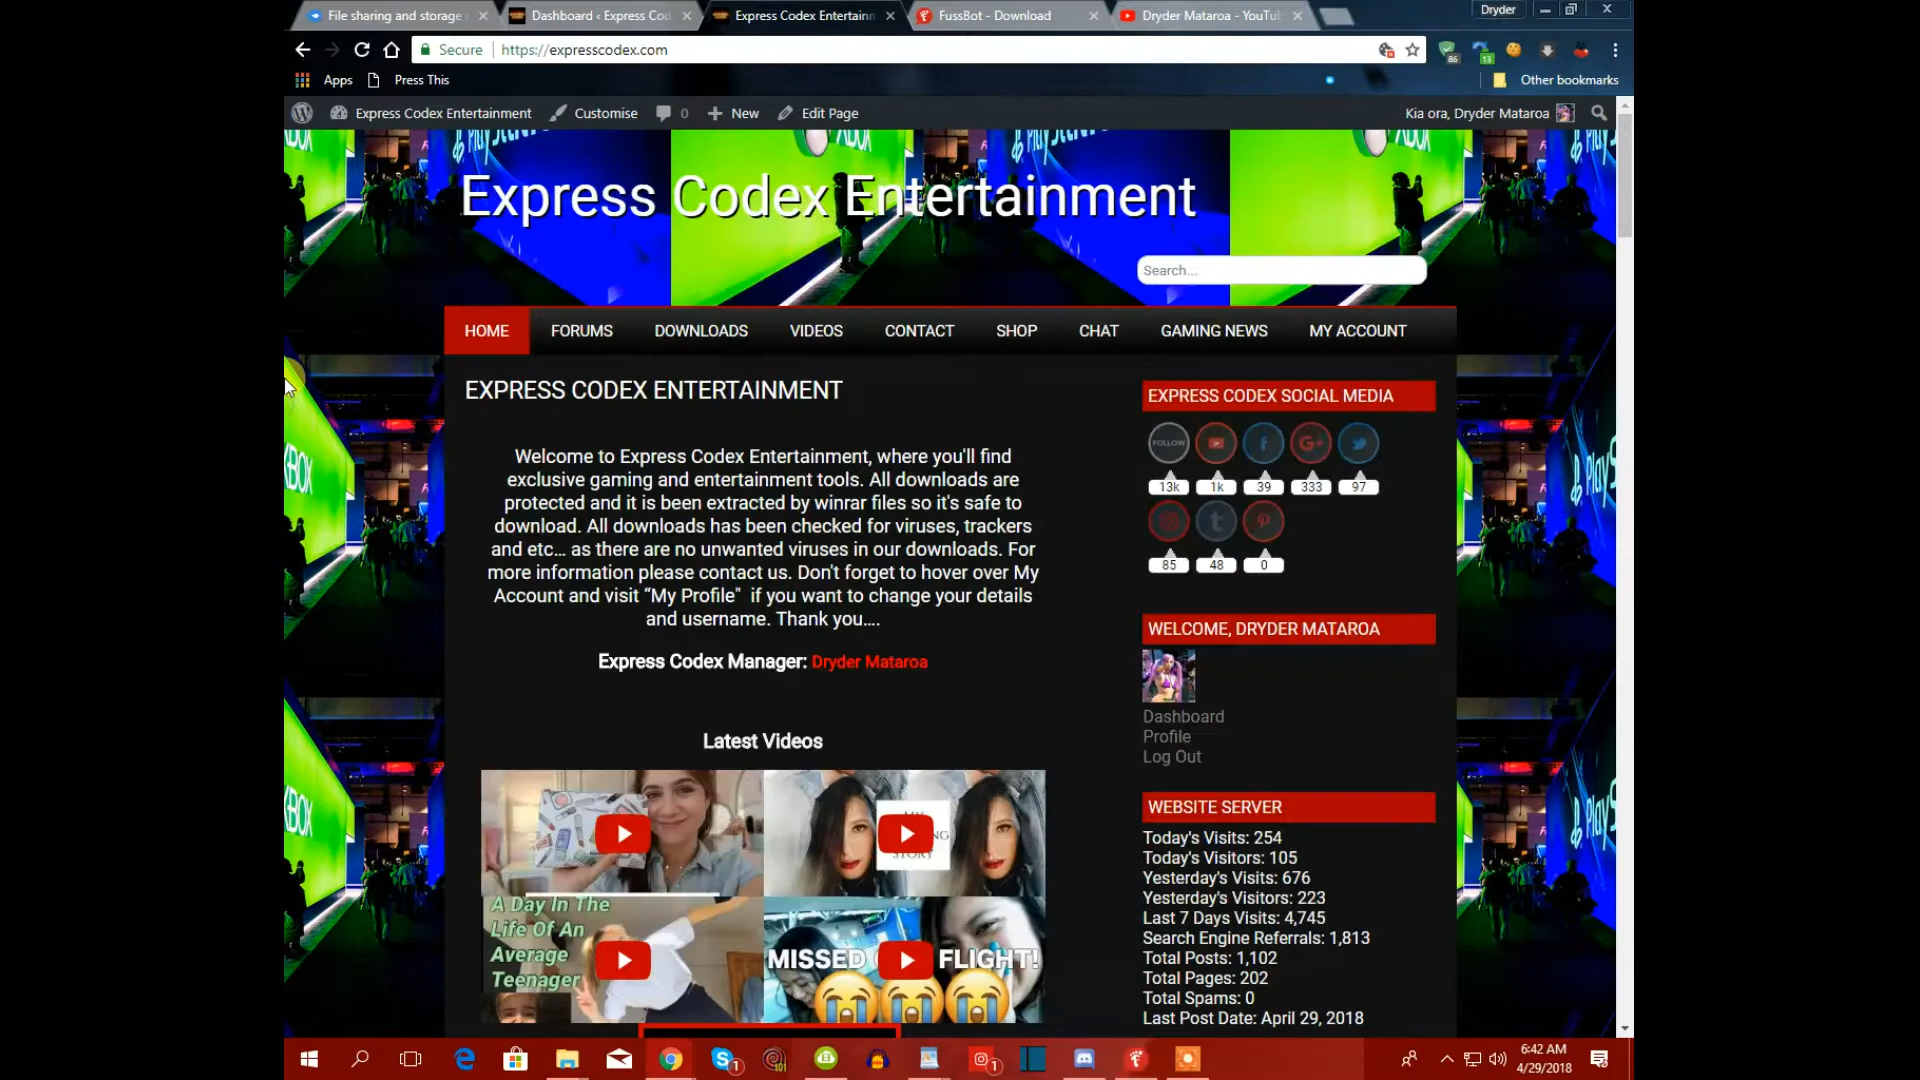 File sharing and storage
Dashboard ‹ Express Cod
Express Codex Entertainm
FussBot - Download
Dryder Mataroa - YouTub
Dryder
Secure
https://expresscodex.com
86
13
Apps
Press This
Other bookmarks
Express Codex Entertainment
Customise
0
New
Edit Page
Kia ora, Dryder Mataroa
Express Codex Entertainment
Search...
HOME
FORUMS
DOWNLOADS
VIDEOS
CONTACT
SHOP
CHAT
GAMING NEWS
MY ACCOUNT
EXPRESS CODEX ENTERTAINMENT
Welcome to Express Codex Entertainment, where you'll find
exclusive gaming and entertainment tools. All downloads are
protected and it is been extracted by winrar files so it's safe to
download. All downloads has been checked for viruses, trackers
and etc... as there are no unwanted viruses in our downloads. For
more information please contact us. Don't forget to hover over My
Account and visit “My Profile"  if you want to change your details
and username. Thank you....
Express Codex Manager: Dryder Mataroa
Latest Videos
A Day In The
Life Of An
Average
Teenager
MISSED
FLIGHT!
EXPRESS CODEX SOCIAL MEDIA
FOLLOW
13k
1k
39
333
97
85
48
0
WELCOME, DRYDER MATAROA
Dashboard
Profile
Log Out
WEBSITE SERVER
Today's Visits: 254
Today's Visitors: 105
Yesterday's Visits: 676
Yesterday's Visitors: 223
Last 7 Days Visits: 4,745
Search Engine Referrals: 1,813
Total Posts: 1,102
Total Pages: 202
Total Spams: 0
Last Post Date: April 29, 2018
6:42 AM
4/29/2018